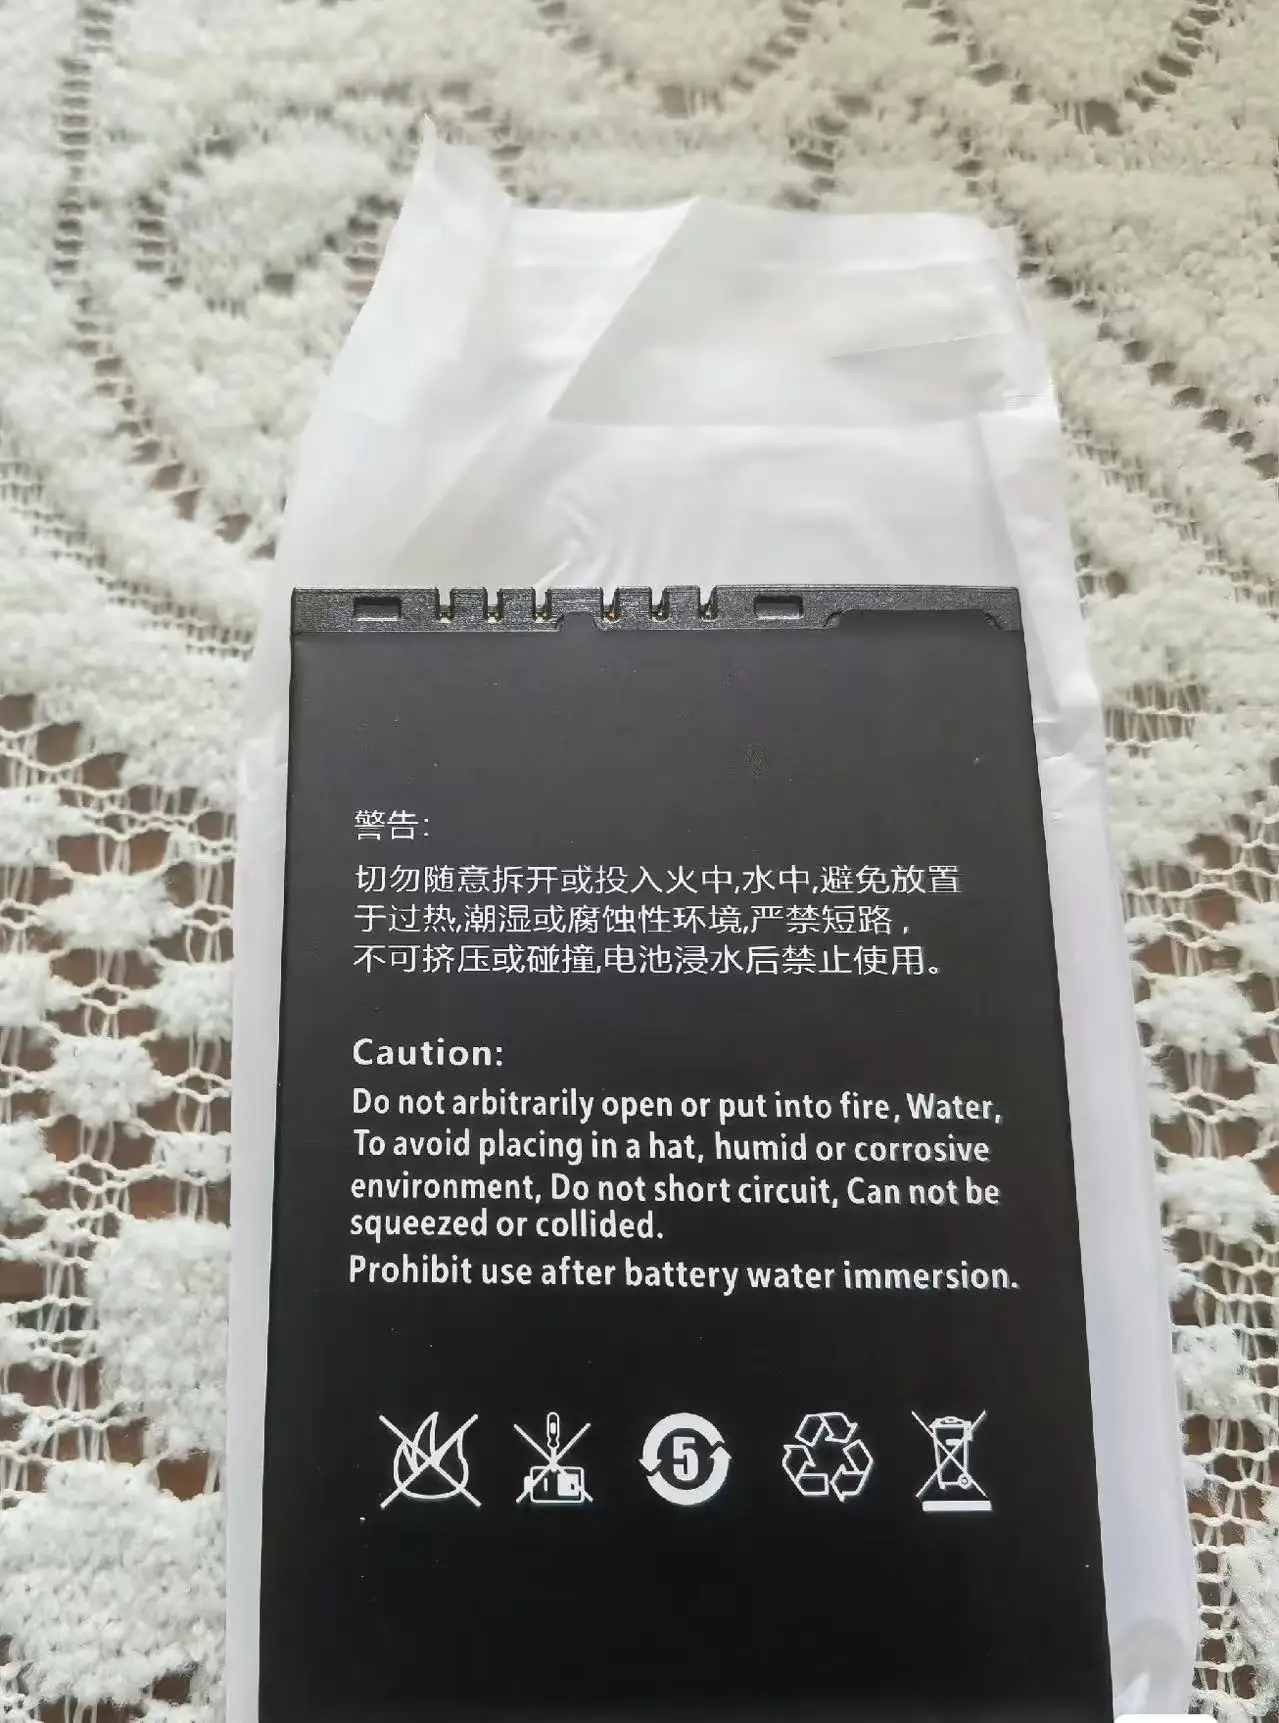 警告:
切勿随意拆开或投入火中,水中,避免放置
于过热,潮湿或腐蚀性环境,严禁短路,
不可挤压或碰撞,电池浸水后禁止使用。
Caution:
Do not arbitrarily open or put into fire, Water,
To avoid placing in a hat, humid or corrosive
environment, Do not short circuit, Can not be
squeezed or collided.
Prohibit use after battery water immersion.
5